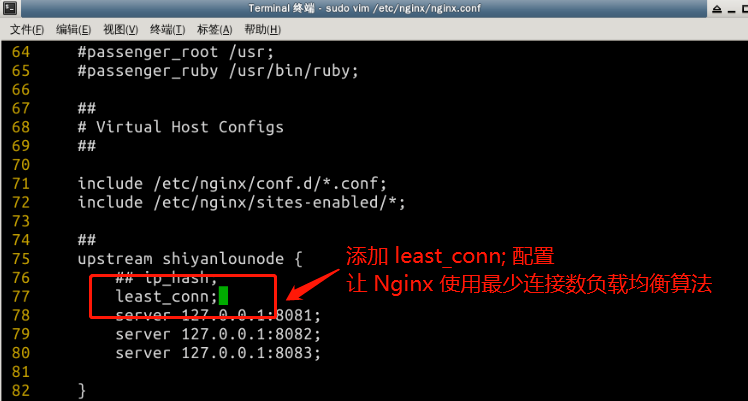 Terminal 终端 - sudo vim /etc/nginx/nginx.conf
文件(F) 编辑(E) 视图(V) 终端(T) 标签(A) 帮助(H)
64 #passenger_root /usr;
65 #passenger_ruby /usr/bin/ruby;
66
67 ##
68 # Virtual Host Configs
69 ##
70
71 include /etc/nginx/conf.d/*.conf;
72 include /etc/nginx/sites-enabled/*;
73
74 ##
75 upstream shiyanlounode {
76 ## ip_hash;
77 least_conn;
78 server 127.0.0.1:8081;
79 server 127.0.0.1:8082;
80 server 127.0.0.1:8083;
81
82 }
添加 least_conn; 配置
让 Nginx 使用最少连接数负载均衡算法